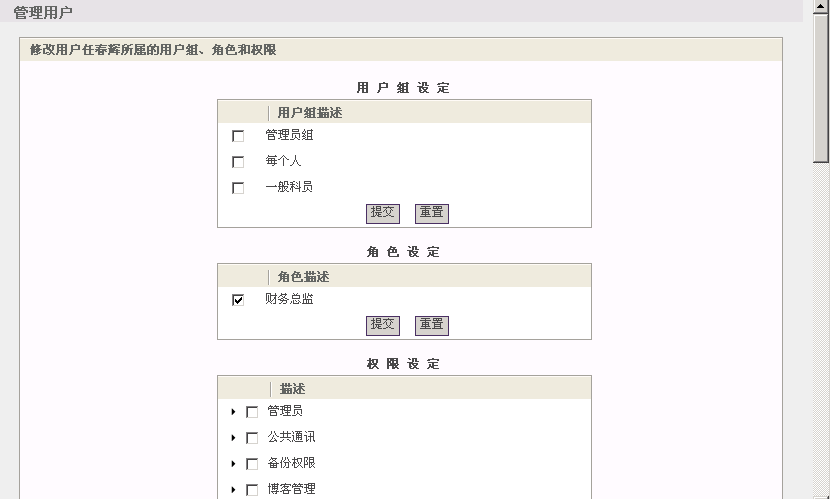 管理用户
修改用户任春辉所属的用户组、角色和权限
用 户 组 设 定
用户组描述
管理员组
每个人
一般科员
提交 重置
角 色 设 定
角色描述
财务总监
提交 重置
权 限 设 定
描述
管理员
公共通讯
备份权限
博客管理